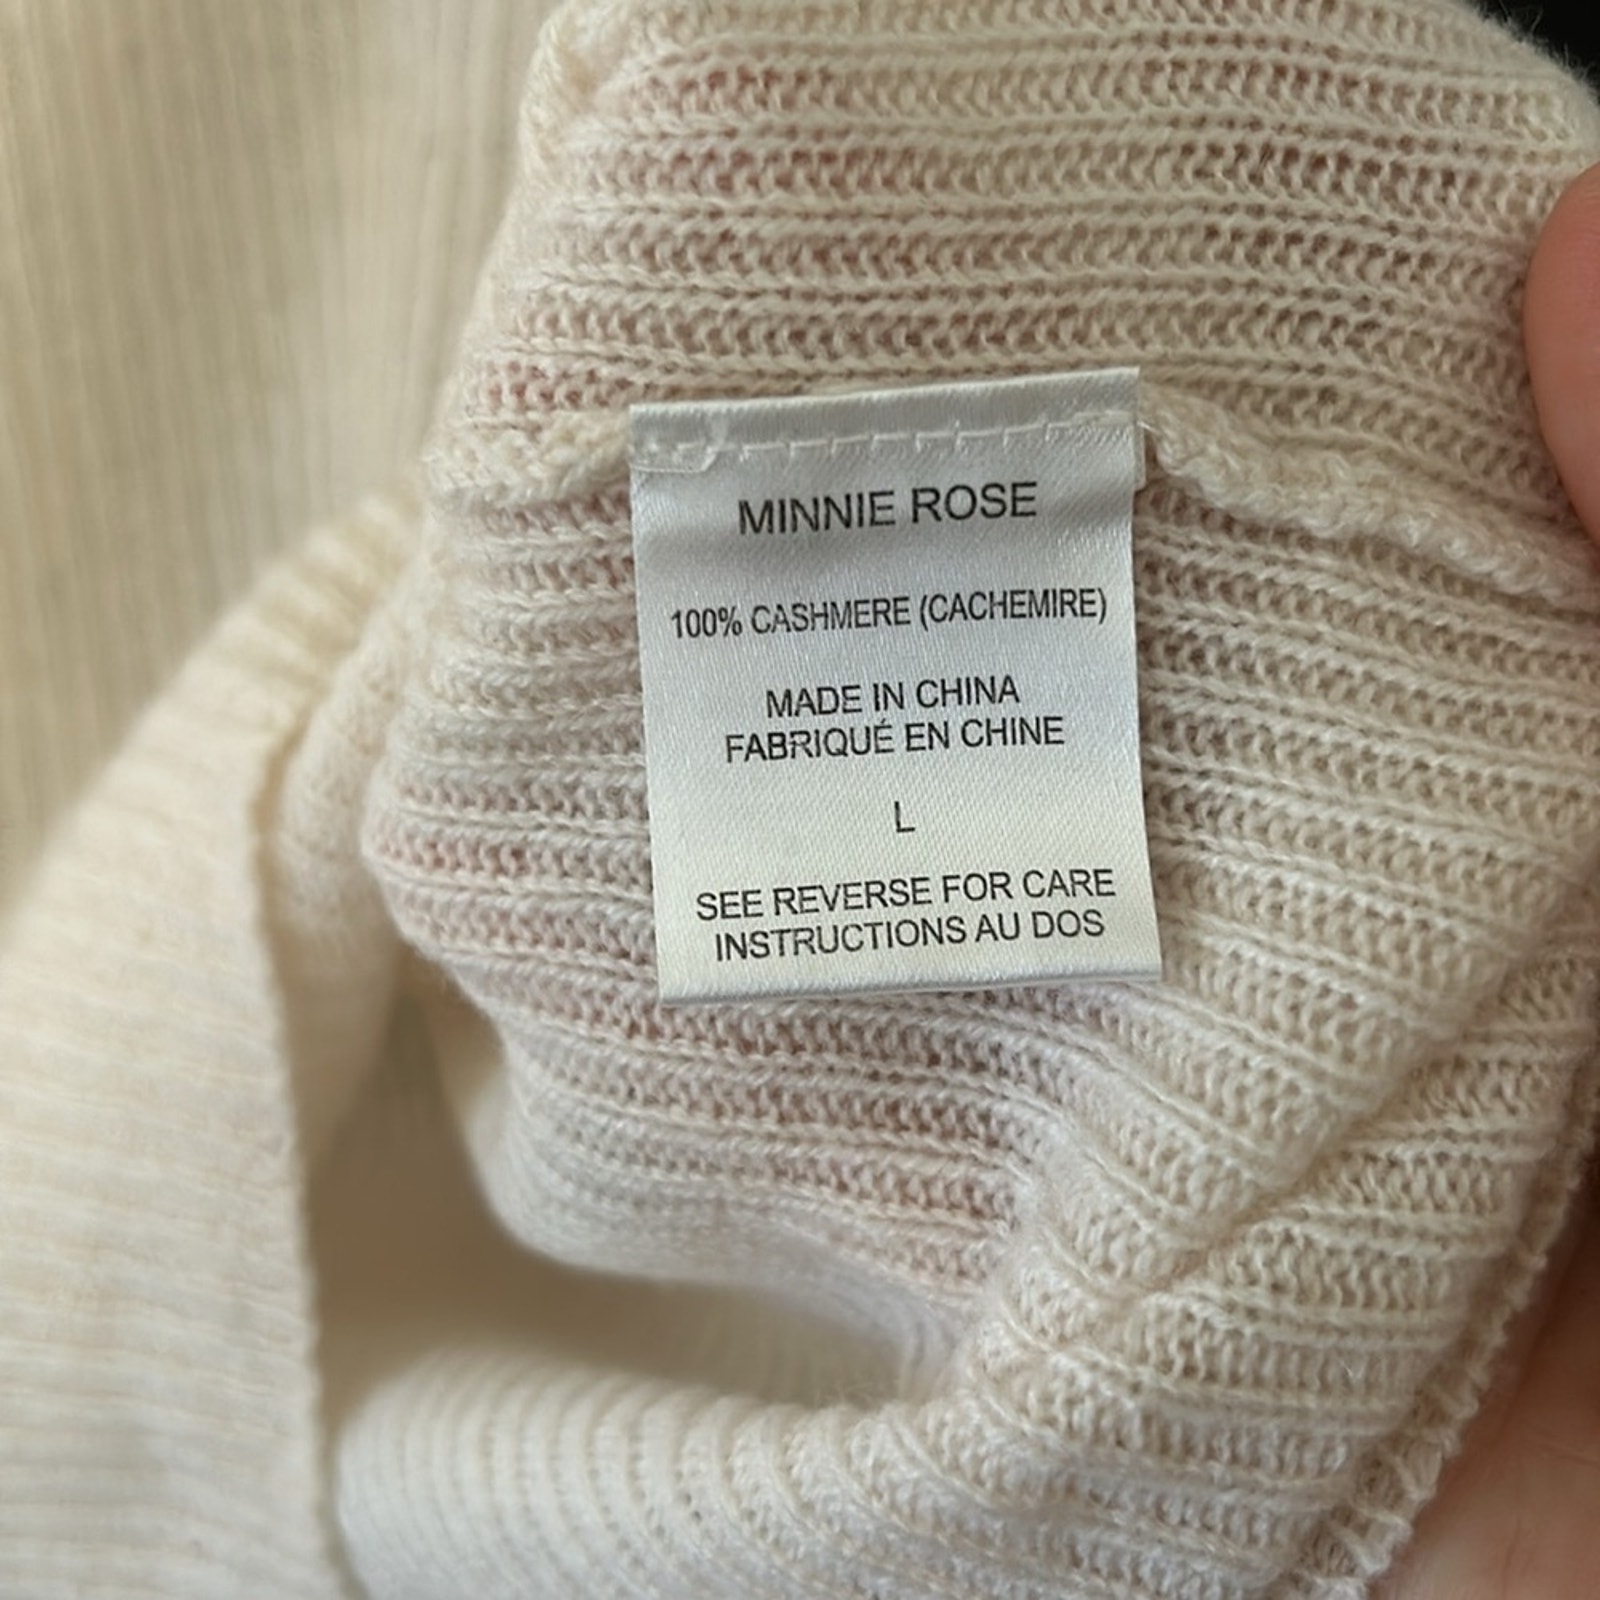 MINNIE ROSE
100% CASHMERE (CACHEMIRE)
MADE IN CHINA
FABRIQUÉ EN CHINE
L
SEE REVERSE FOR CARE
INSTRUCTIONS AU DOS